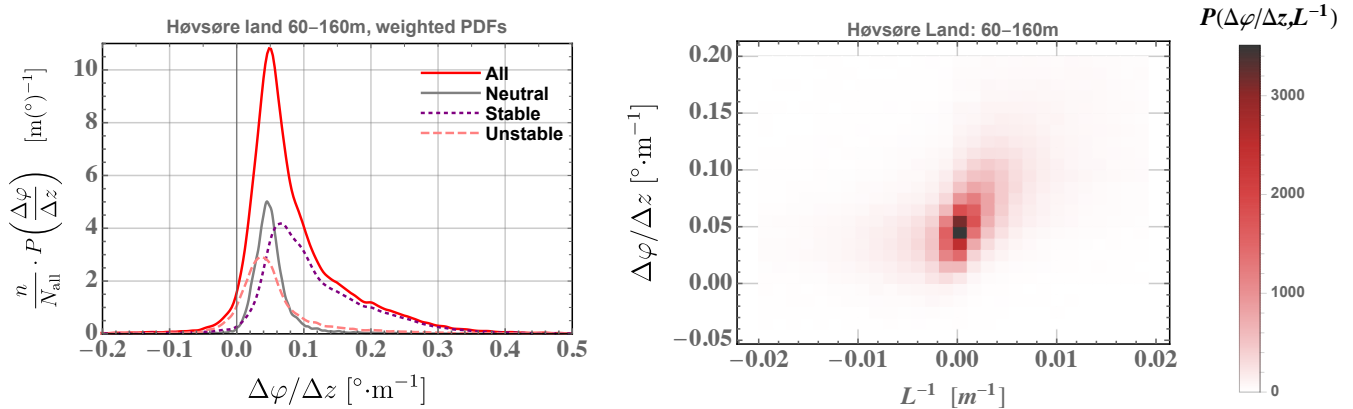 Høvsøre land 60–160m, weighted PDFs
n/N_all · P(Δφ/Δz) [m(°)⁻¹]
10
8
6
4
2
0
All
Neutral
Stable
Unstable
−0.2 −0.1 0.0 0.1 0.2 0.3 0.4 0.5
Δφ/Δz [°·m⁻¹]
Høvsøre Land: 60–160m
Δφ/Δz [°·m⁻¹]
0.20
0.15
0.10
0.05
0.00
−0.05
−0.01 0.00 0.01 0.02
L⁻¹ [m⁻¹]
P(Δφ/Δz,L⁻¹)
3000
2000
1000
0